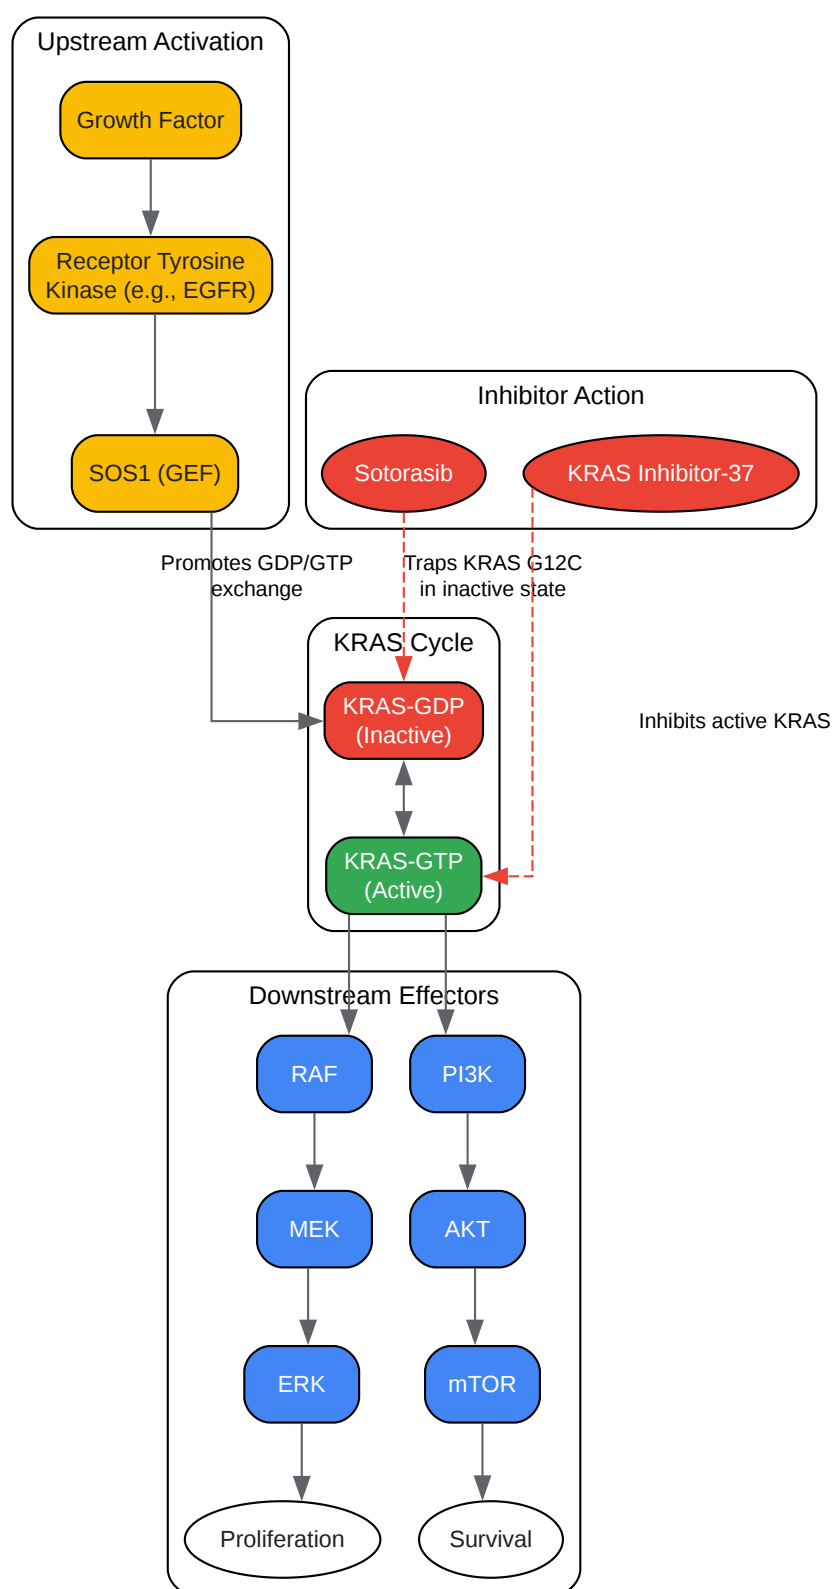 Upstream Activation
Growth Factor
Receptor Tyrosine
Kinase (e.g., EGFR)
SOS1 (GEF)
Inhibitor Action
Sotorasib
KRAS Inhibitor-37
Promotes GDP/GTP
exchange
Traps KRAS G12C
in inactive state
KRAS Cycle
KRAS-GDP
(Inactive)
Inhibits active KRAS
KRAS-GTP
(Active)
Downstream Effectors
RAF
PI3K
MEK
AKT
ERK
mTOR
Proliferation
Survival